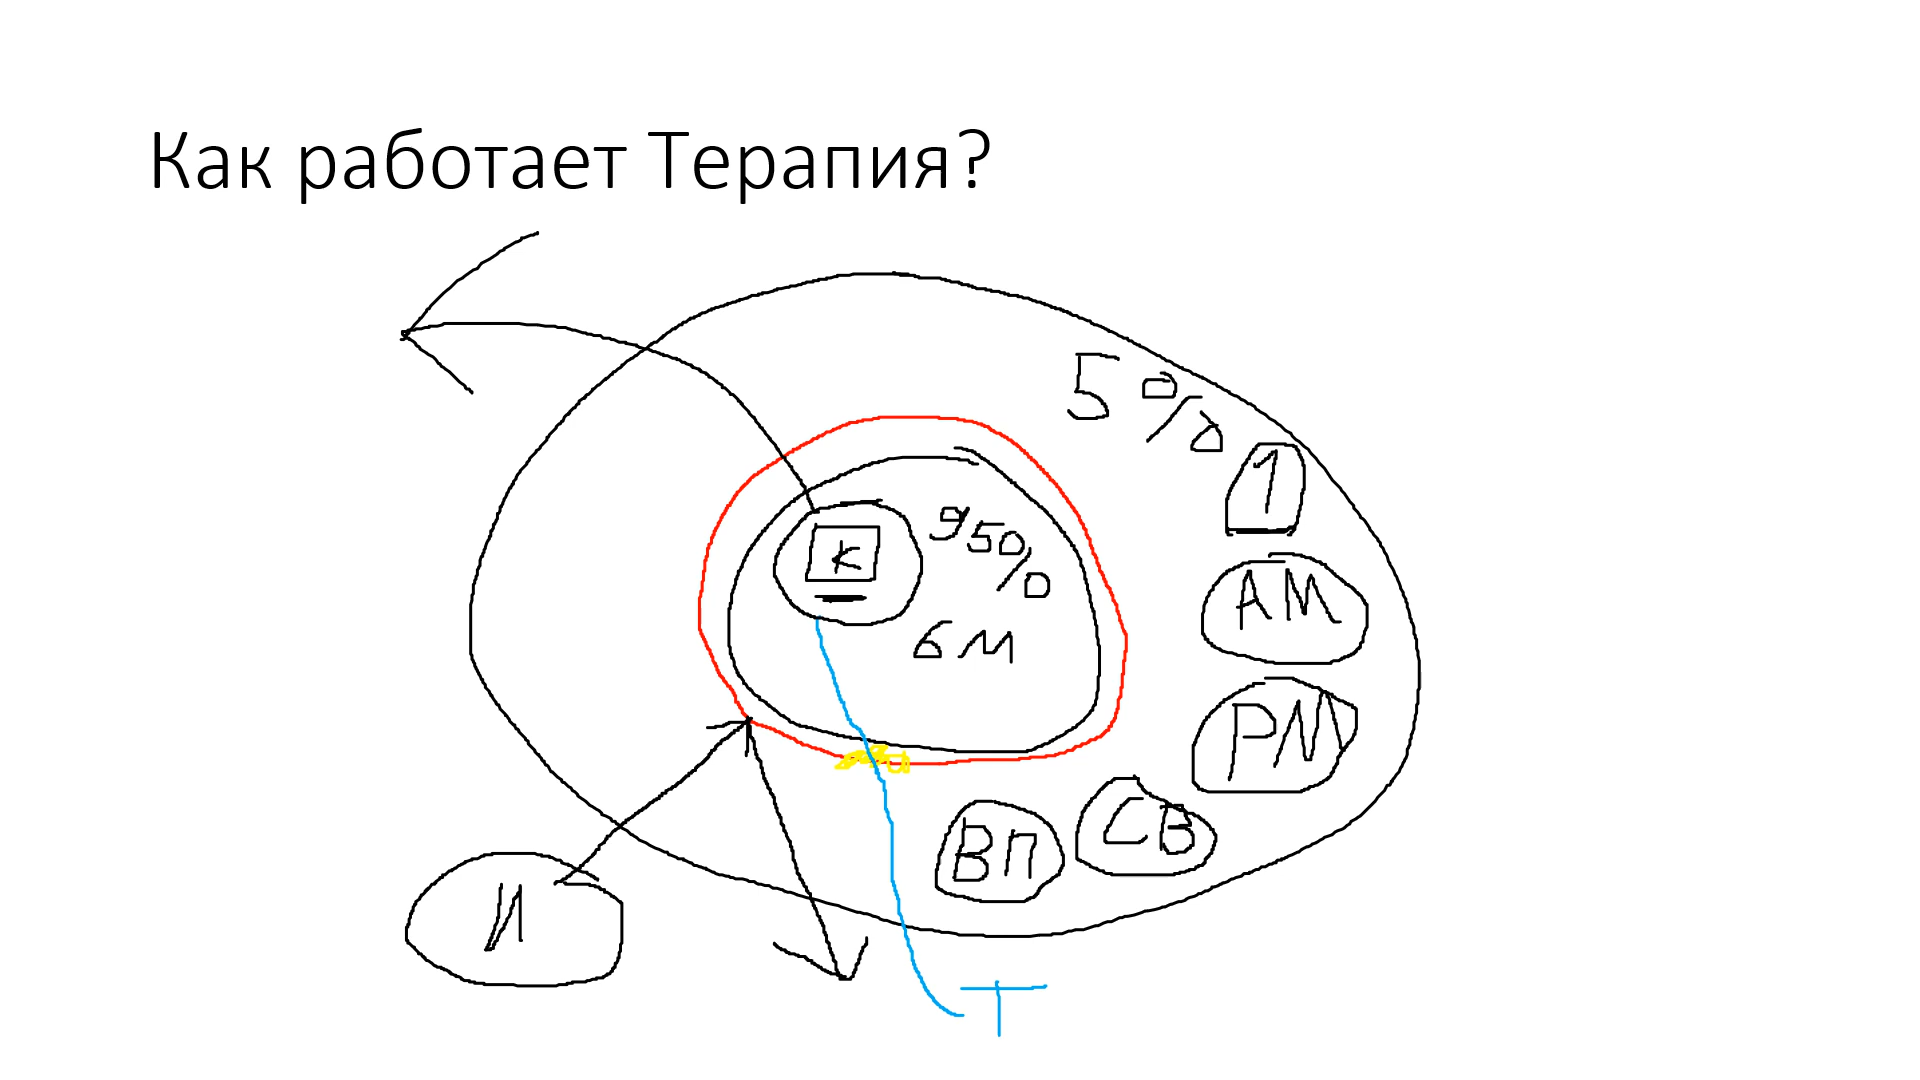 Как работает Терапия?
5%
1
К
95%
АМ
6м
РМ
СВ
ВП
И
Т